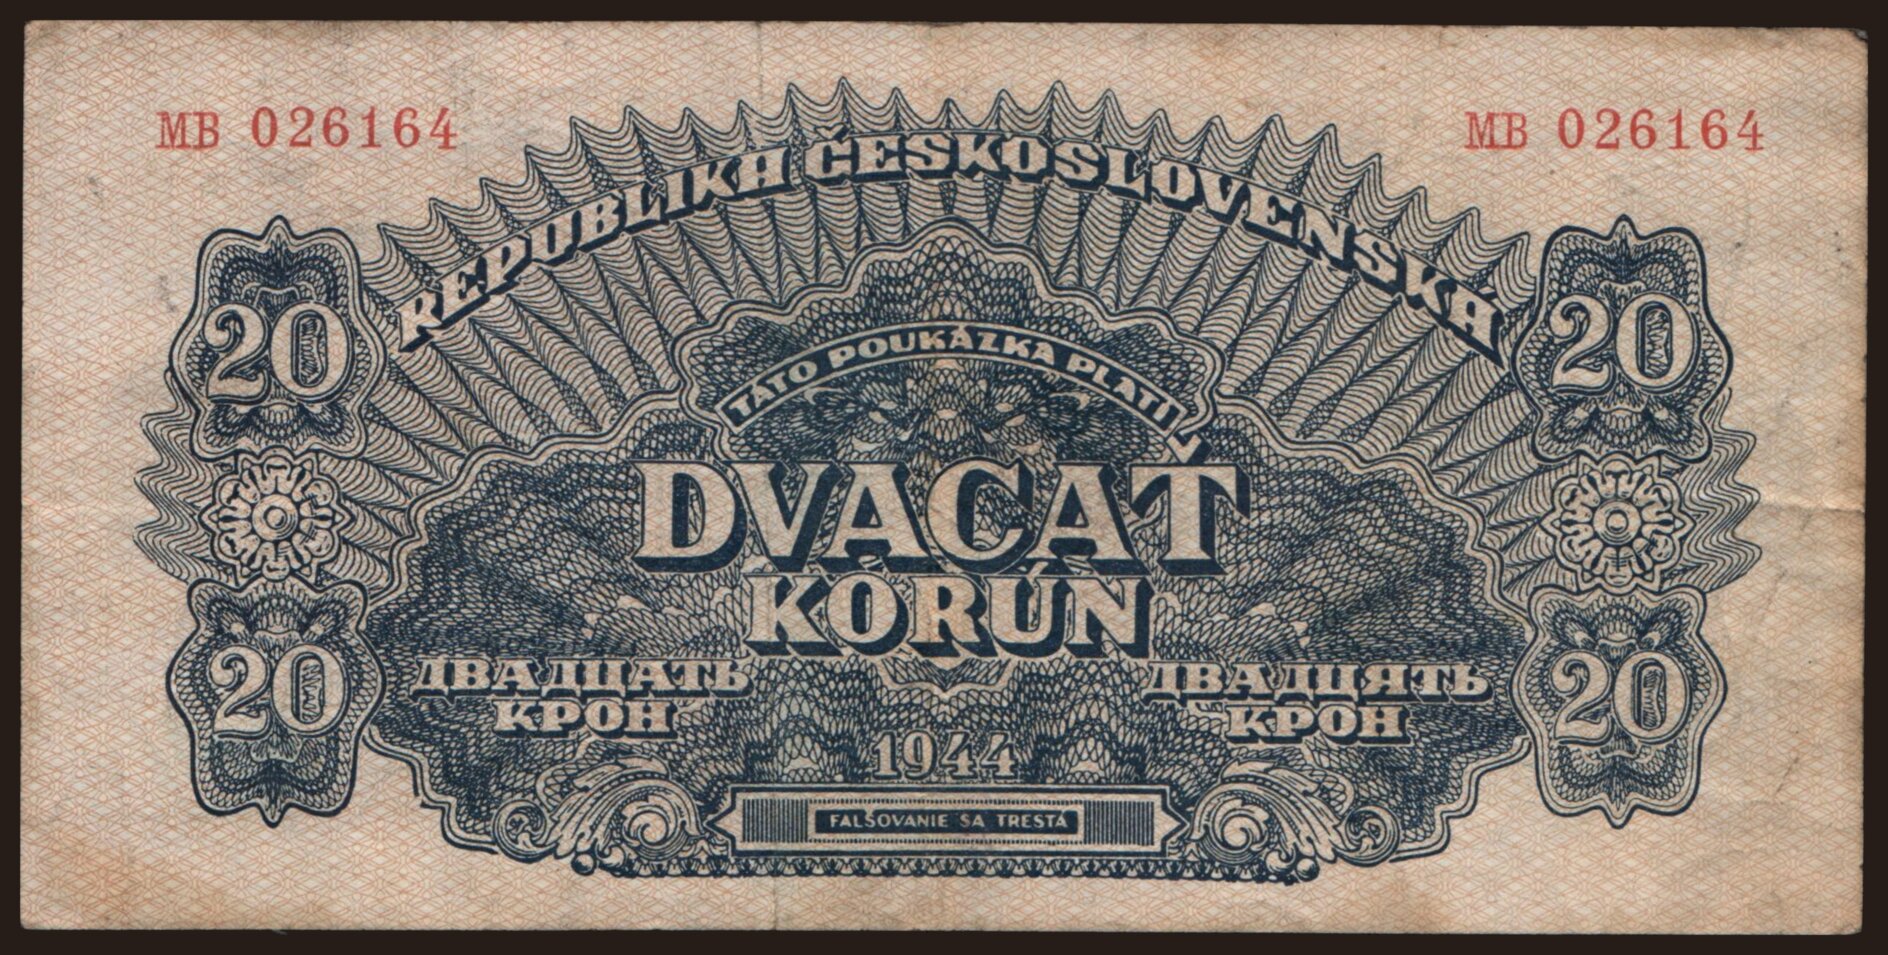 MB 026164
MB 026164
REPUBLIKA ČESKOSLOVENSKÁ
20
20
TÁTO POUKÁZKA PLATÍ
DVACAŤ
KORÚN
20
20
ДВАДЦАТЬ
КРОН
ДВАДЦЯТЬ
КРОН
1944
FALŠOVANIE SA TRESTÁ